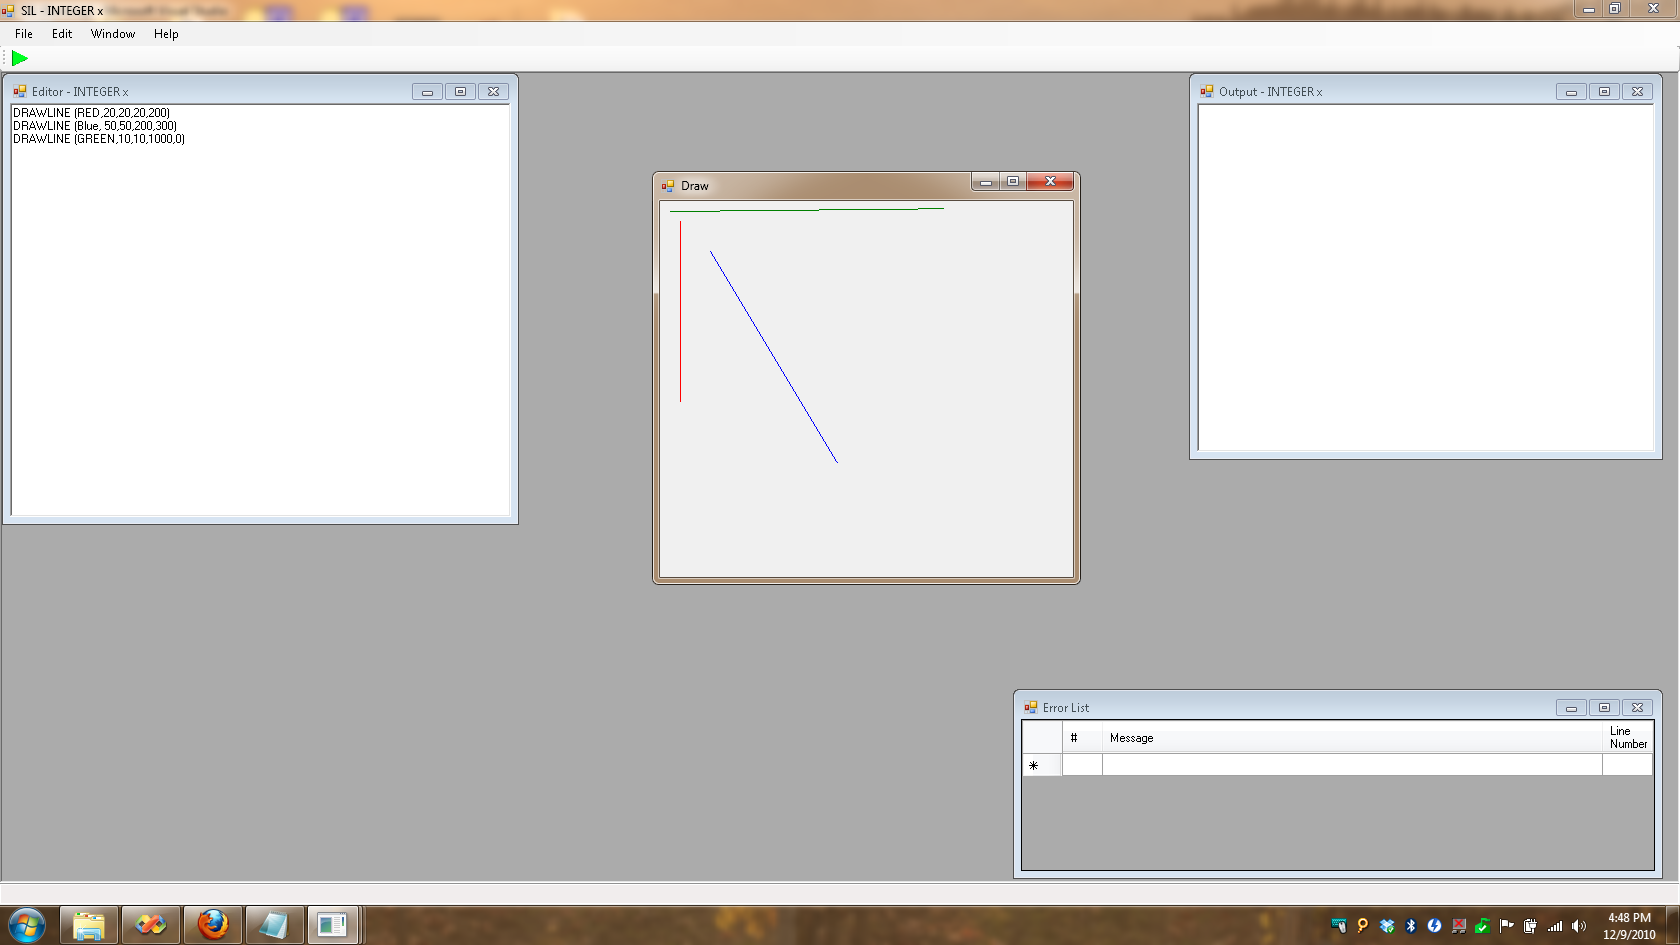 SIL - INTEGER x
File Edit Window Help
Editor - INTEGER x
DRAWLINE (RED,20,20,20,200)
DRAWLINE (Blue, 50,50,200,300)
DRAWLINE (GREEN,10,10,1000,0)
Draw
Output - INTEGER x
Error List
# Message Line Number
4:48 PM
12/9/2010